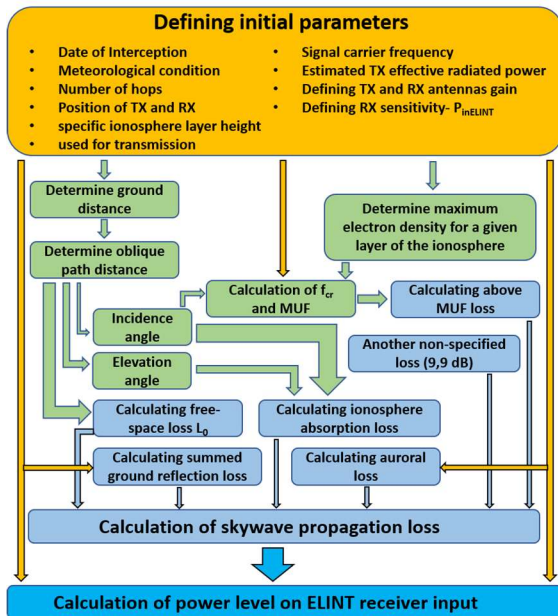 Defining initial parameters
• Date of Interception
• Meteorological condition
• Number of hops
• Position of TX and RX
• specific ionosphere layer height
• used for transmission
• Signal carrier frequency
• Estimated TX effective radiated power
• Defining TX and RX antennas gain
• Defining RX sensitivity- PinELINT
Determine ground
distance
Determine maximum
electron density for a given
layer of the ionosphere
Determine oblique
path distance
Calculation of fcr
and MUF
Calculating above
MUF loss
Incidence
angle
Another non-specified
loss (9,9 dB)
Elevation
angle
Calculating free-
space loss L0
Calculating ionosphere
absorption loss
Calculating summed
ground reflection loss
Calculating auroral
loss
Calculation of skywave propagation loss
Calculation of power level on ELINT receiver input